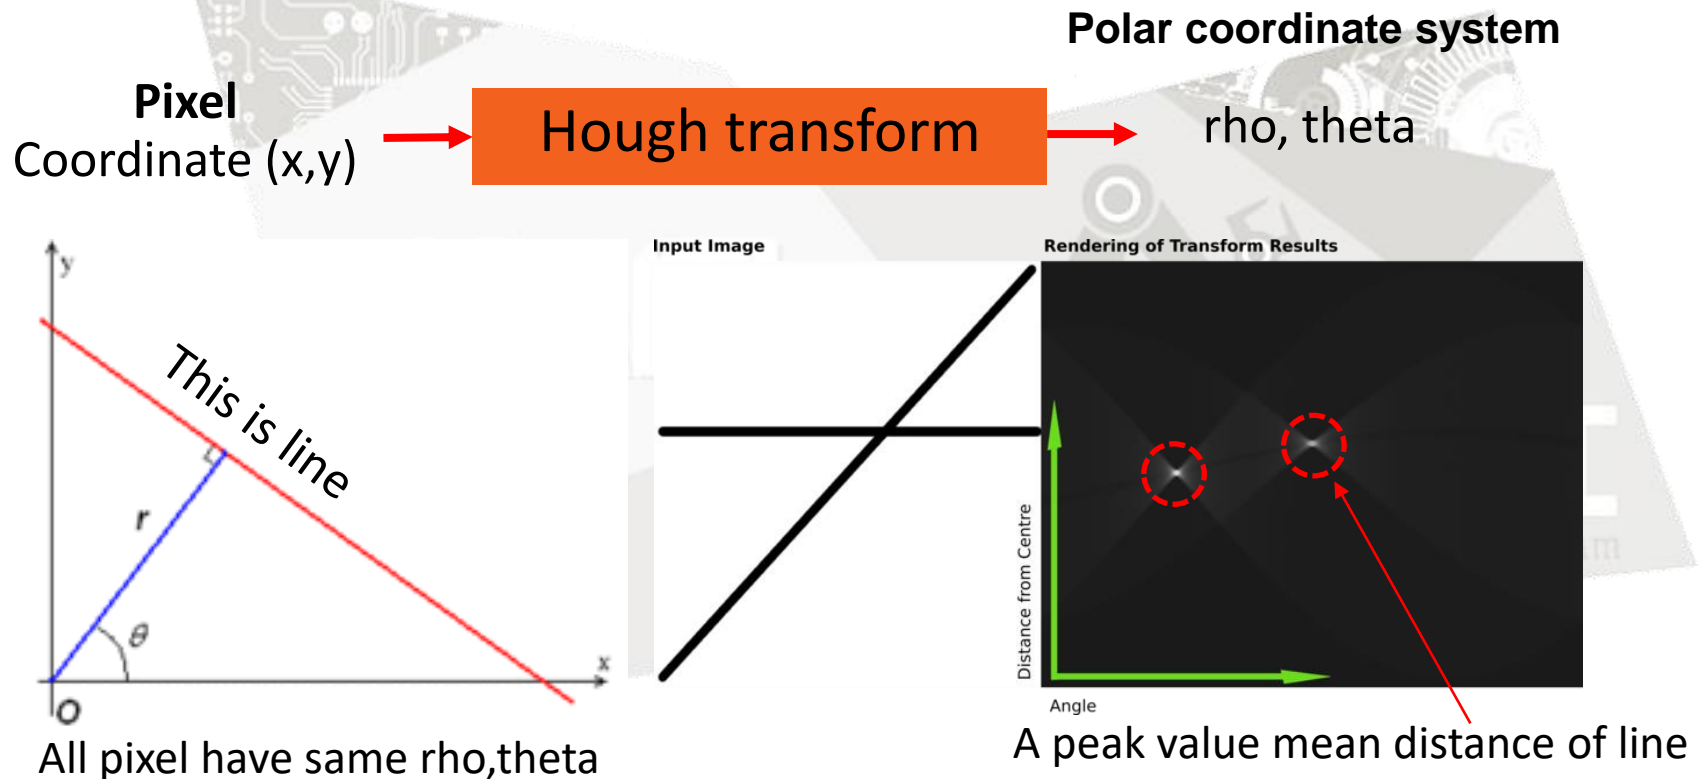 Polar coordinate system
Pixel
Coordinate (x,y)
Hough transform
rho, theta
y
This is line
r
θ
x
O
All pixel have same rho,theta
Input Image
Rendering of Transform Results
Distance from Centre
Angle
A peak value mean distance of line